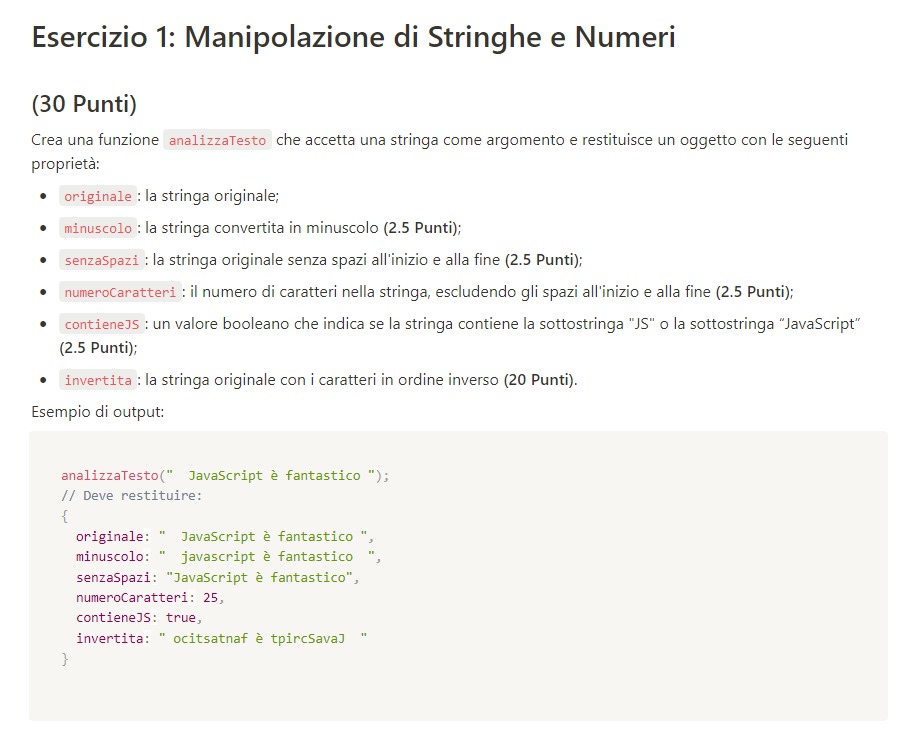 Esercizio 1: Manipolazione di Stringhe e Numeri
(30 Punti)
Crea una funzione analizzaTesto che accetta una stringa come argomento e restituisce un oggetto con le seguenti
proprietà:
• originale : la stringa originale;
• minuscolo : la stringa convertita in minuscolo (2.5 Punti);
• senzaSpazi : la stringa originale senza spazi all'inizio e alla fine (2.5 Punti);
• numeroCaratteri : il numero di caratteri nella stringa, escludendo gli spazi all'inizio e alla fine (2.5 Punti);
• contieneJS : un valore booleano che indica se la stringa contiene la sottostringa "JS" o la sottostringa “JavaScript”
(2.5 Punti);
• invertita : la stringa originale con i caratteri in ordine inverso (20 Punti).
Esempio di output:
analizzaTesto("  JavaScript è fantastico ");
// Deve restituire:
{
  originale: "  JavaScript è fantastico ",
  minuscolo: "  javascript è fantastico  ",
  senzaSpazi: "JavaScript è fantastico",
  numeroCaratteri: 25,
  contieneJS: true,
  invertita: " ocitsatnaf è tpircSavaJ  "
}